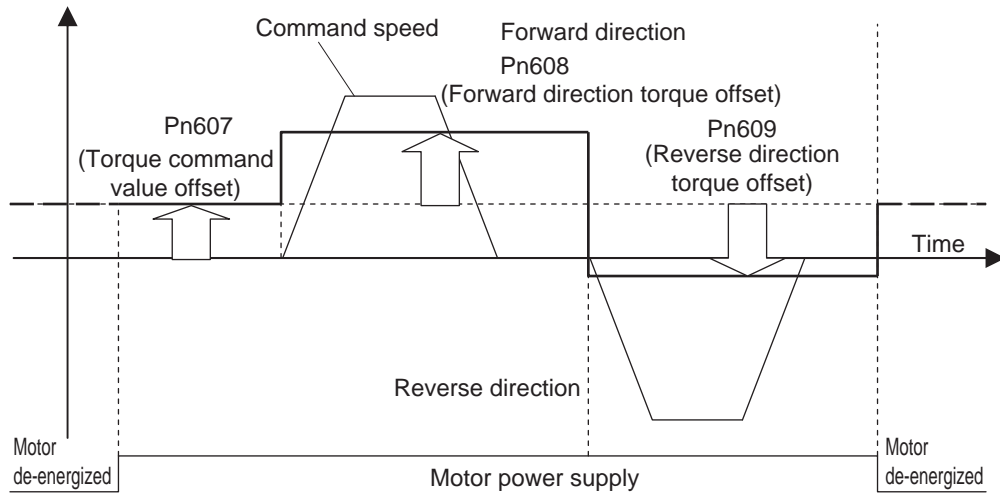 Command speed
Forward direction
Pn608
(Forward direction torque offset)
Pn607
(Torque command
value offset)
Pn609
(Reverse direction
torque offset)
Time
Reverse direction
Motor
de-energized
Motor power supply
Motor
de-energized